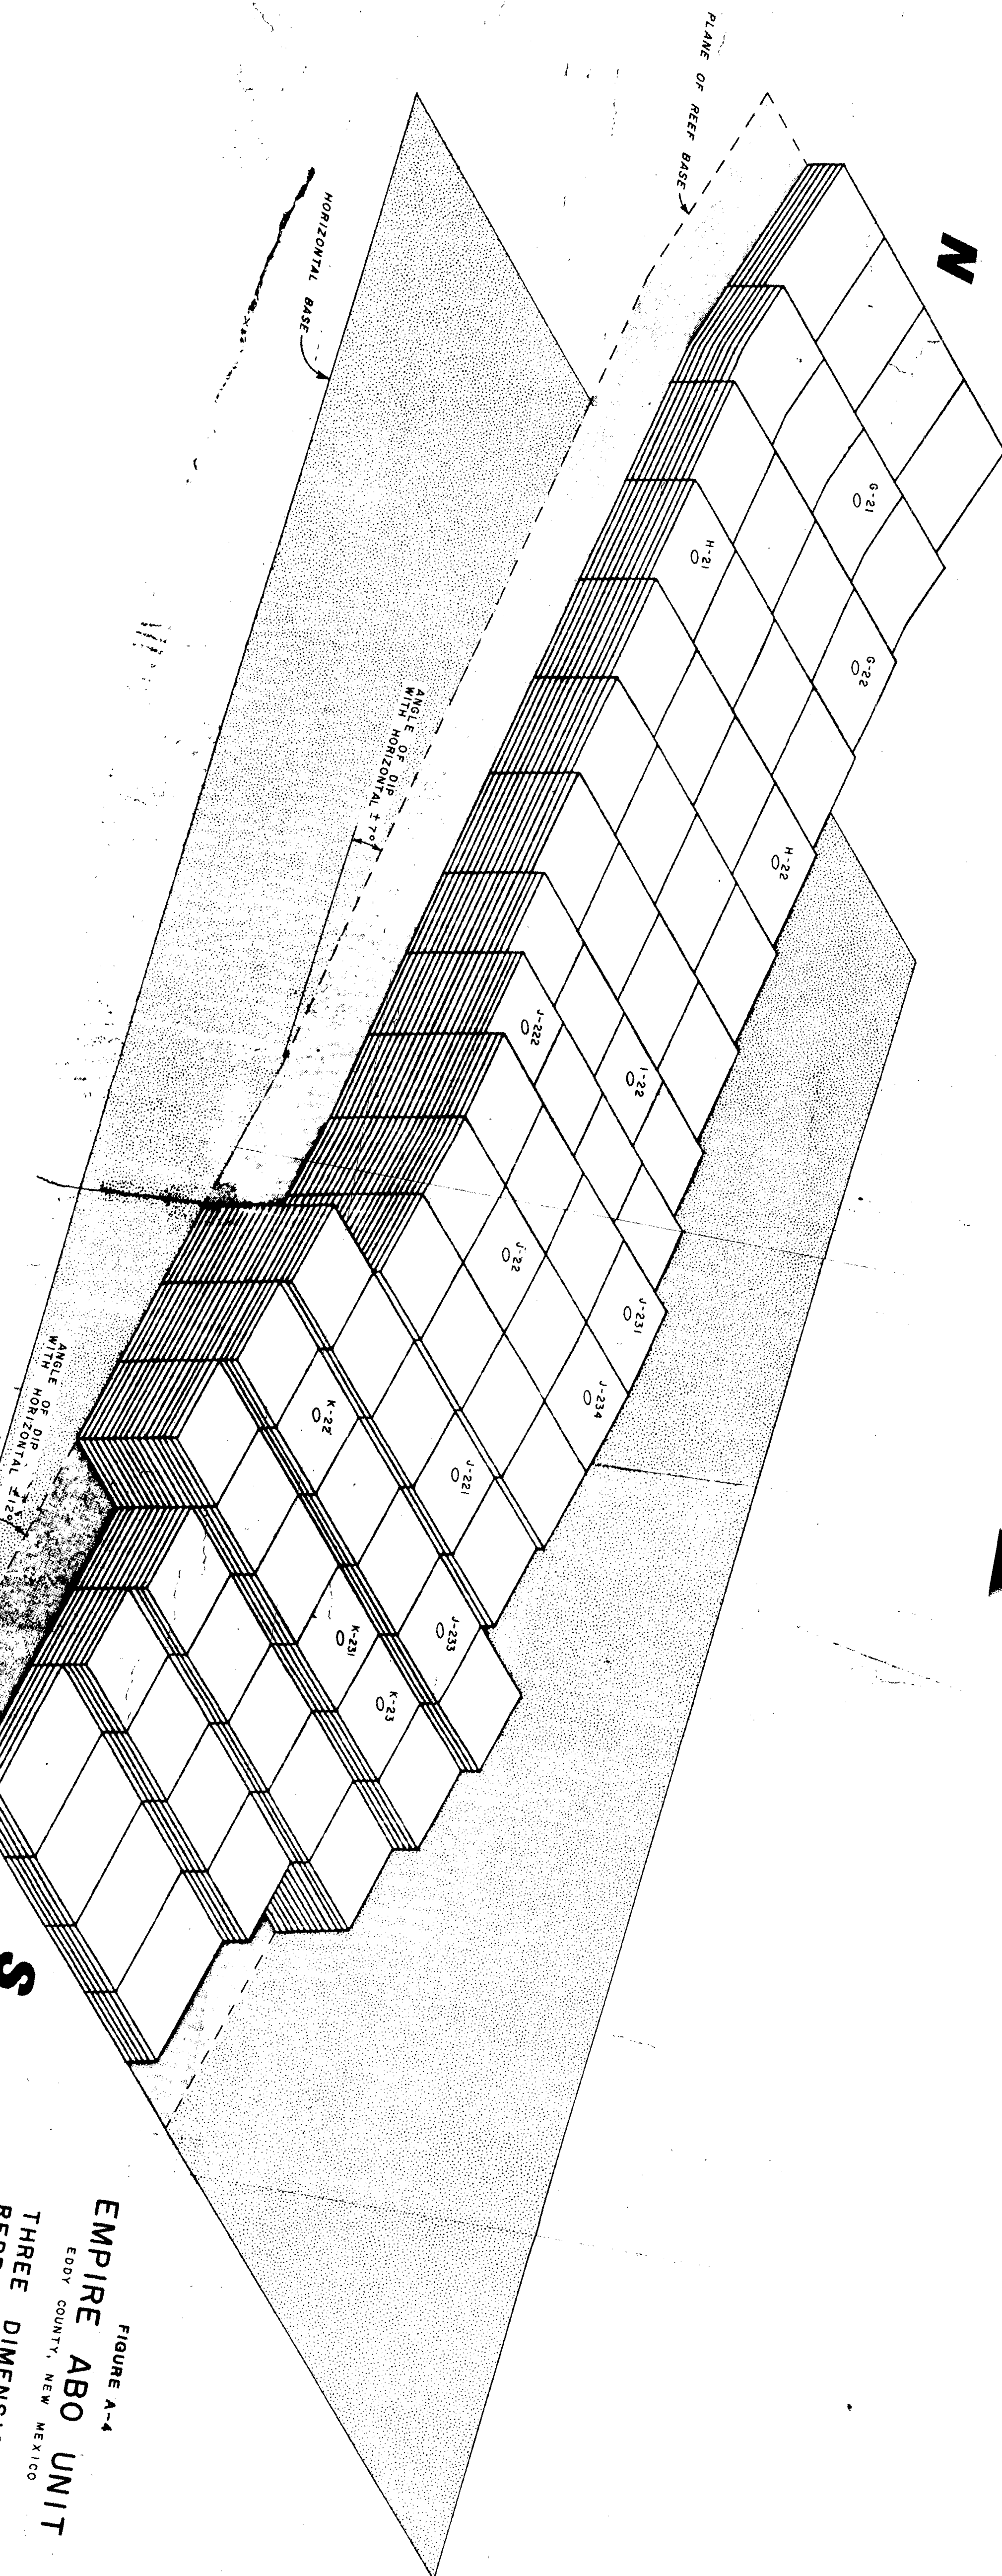 N
PLANE OF REEF BASE
HORIZONTAL BASE
G-21
G-22
H-21
H-22
ANGLE OF DIP
WITH HORIZONTAL ± 7°
J-222
I-22
J-22
J-231
J-234
K-22
J-221
J-233
K-231
K-23
ANGLE OF DIP
WITH HORIZONTAL ± 12°
S
FIGURE A-4
EMPIRE ABO UNIT
EDDY COUNTY, NEW MEXICO
THREE